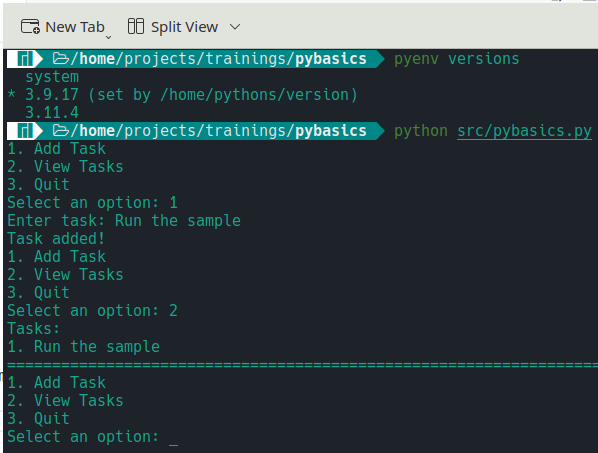 New Tab Split View
/home/projects/trainings/pybasics pyenv versions
system
* 3.9.17 (set by /home/pythons/version)
3.11.4
/home/projects/trainings/pybasics python src/pybasics.py
1. Add Task
2. View Tasks
3. Quit
Select an option: 1
Enter task: Run the sample
Task added!
1. Add Task
2. View Tasks
3. Quit
Select an option: 2
Tasks:
1. Run the sample
==================================================================
1. Add Task
2. View Tasks
3. Quit
Select an option: _